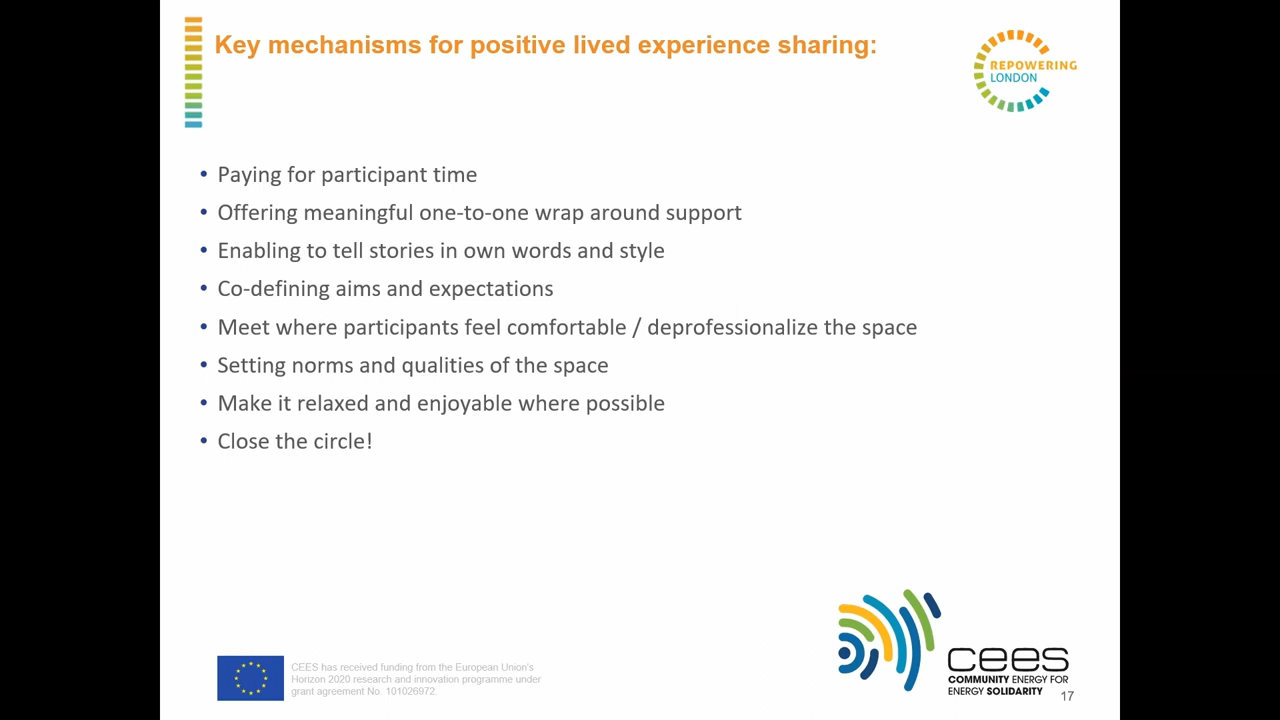 Key mechanisms for positive lived experience sharing:
REPOWERING
LONDON
• Paying for participant time
• Offering meaningful one-to-one wrap around support
• Enabling to tell stories in own words and style
• Co-defining aims and expectations
• Meet where participants feel comfortable / deprofessionalize the space
• Setting norms and qualities of the space
• Make it relaxed and enjoyable where possible
• Close the circle!
CEES has received funding from the European Union's
Horizon 2020 research and innovation programme under
grant agreement No. 101026972.
cees
COMMUNITY ENERGY FOR
ENERGY SOLIDARITY
17